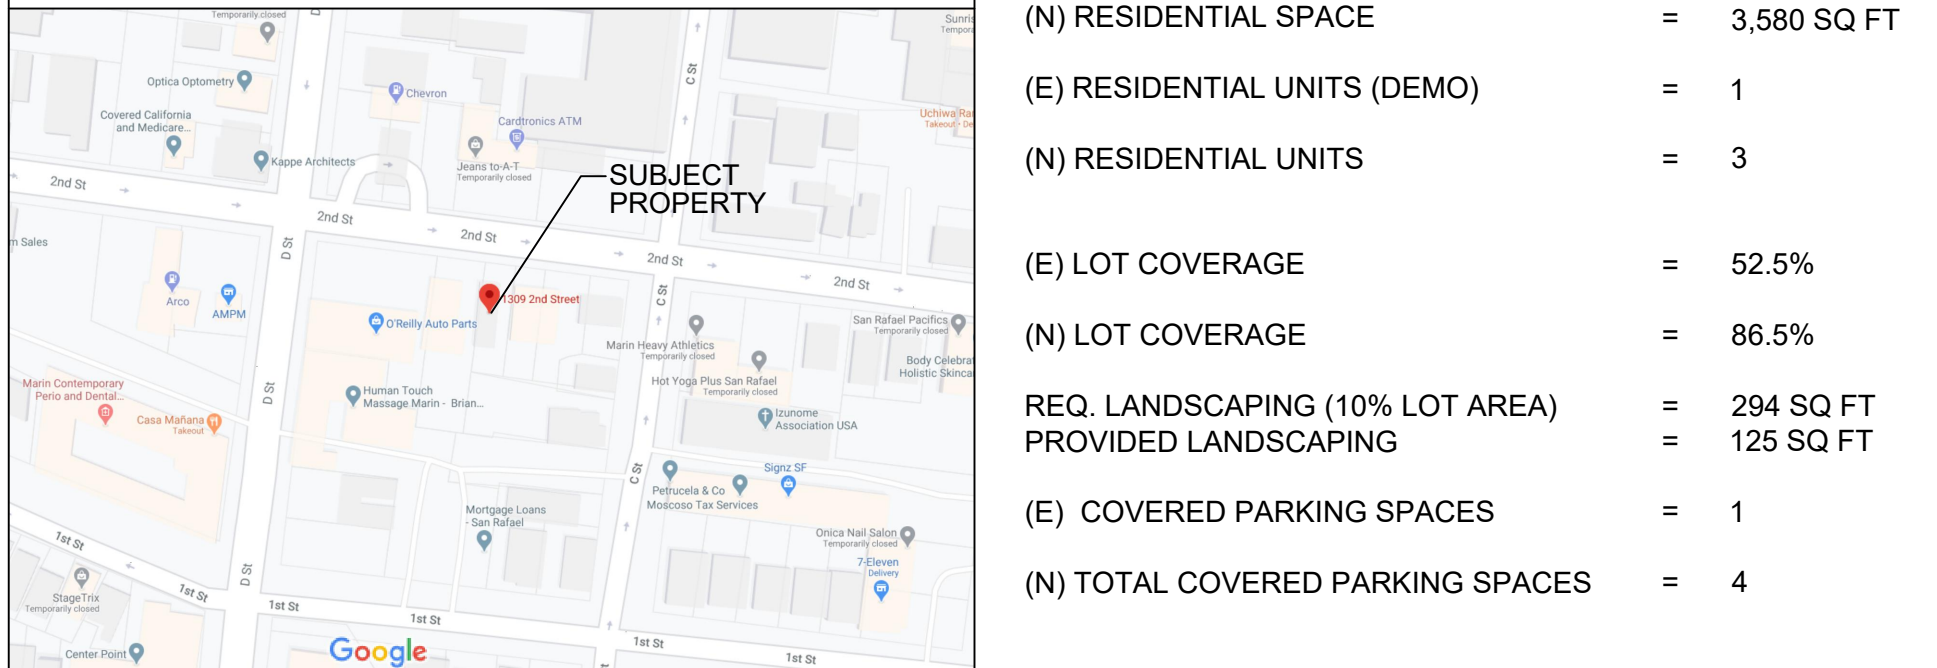 Temporarily closed
D
Sunris
Tempora
C St
Optica Optometry
Chevron
Covered California
and Medicare...
Cardtronics ATM
Uchiwa Ra
Takeout • De
Kappe Architects
Jeans to-A-T
Temporarily closed
SUBJECT
PROPERTY
2nd St
2nd St
2nd St
2nd St
2nd St
m Sales
D St
Arco
AMPM
1309 2nd Street
C St
O'Reilly Auto Parts
San Rafael Pacifics
Temporarily closed
Marin Heavy Athletics
Temporarily closed
Body Celebra
Holistic Skinca
Hot Yoga Plus San Rafael
Temporarily closed
Marin Contemporary
Perio and Dental...
D St
Human Touch
Massage Marin - Brian...
Casa Mañana
Takeout
Izunome
Association USA
C St
Signz SF
Petrucela & Co
Moscoso Tax Services
Mortgage Loans
- San Rafael
Onica Nail Salon
Temporarily closed
1st St
7-Eleven
Delivery
D St
StageTrix
Temporarily closed
1st St
1st St
1st St
1st St
1st St
Center Point
Google
(N) RESIDENTIAL SPACE = 3,580 SQ FT
(E) RESIDENTIAL UNITS (DEMO) = 1
(N) RESIDENTIAL UNITS = 3
(E) LOT COVERAGE = 52.5%
(N) LOT COVERAGE = 86.5%
REQ. LANDSCAPING (10% LOT AREA) = 294 SQ FT
PROVIDED LANDSCAPING = 125 SQ FT
(E) COVERED PARKING SPACES = 1
(N) TOTAL COVERED PARKING SPACES = 4